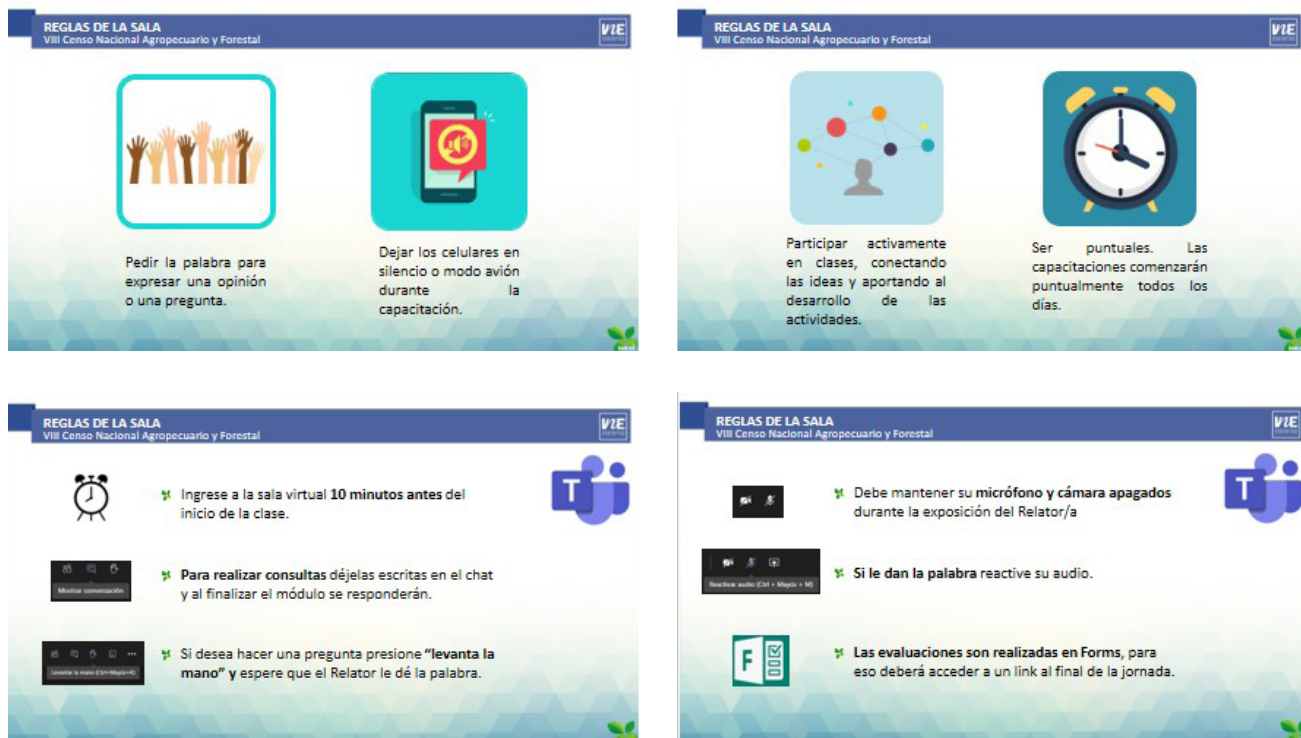 REGLAS DE LA SALA
VIII Censo Nacional Agropecuario y Forestal
Pedir la palabra para
expresar una opinión
o una pregunta.
Dejar los celulares en
silencio o modo avión
durante la
capacitación.
REGLAS DE LA SALA
VIII Censo Nacional Agropecuario y Forestal
Participar activamente
en clases, conectando
las ideas y aportando al
desarrollo de las
actividades.
Ser puntuales. Las
capacitaciones comenzarán
puntualmente todos los
días.
REGLAS DE LA SALA
VIII Censo Nacional Agropecuario y Forestal
T
Ingrese a la sala virtual 10 minutos antes del
inicio de la clase.
Mostrar conversación
Para realizar consultas déjelas escritas en el chat
y al finalizar el módulo se responderán.
Levantar la mano (Ctrl+Mayús+K)
Si desea hacer una pregunta presione “levanta la
mano” y espere que el Relator le dé la palabra.
REGLAS DE LA SALA
VIII Censo Nacional Agropecuario y Forestal
T
Debe mantener su micrófono y cámara apagados
durante la exposición del Relator/a
Reactivar audio (Ctrl + Mayús + M)
Si le dan la palabra reactive su audio.
F
Las evaluaciones son realizadas en Forms, para
eso deberá acceder a un link al final de la jornada.